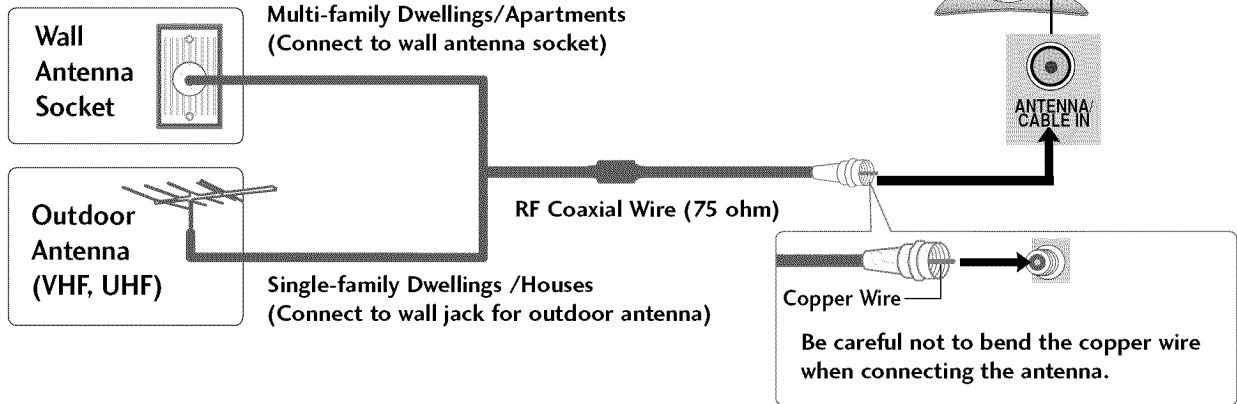 Multi-family Dwellings/Apartments
(Connect to wall antenna socket)
Wall
Antenna
Socket
ANTENNA/
CABLE IN
RF Coaxial Wire (75 ohm)
Outdoor
Antenna
(VHF, UHF)
Single-family Dwellings /Houses
(Connect to wall jack for outdoor antenna)
Copper Wire
Be careful not to bend the copper wire
when connecting the antenna.